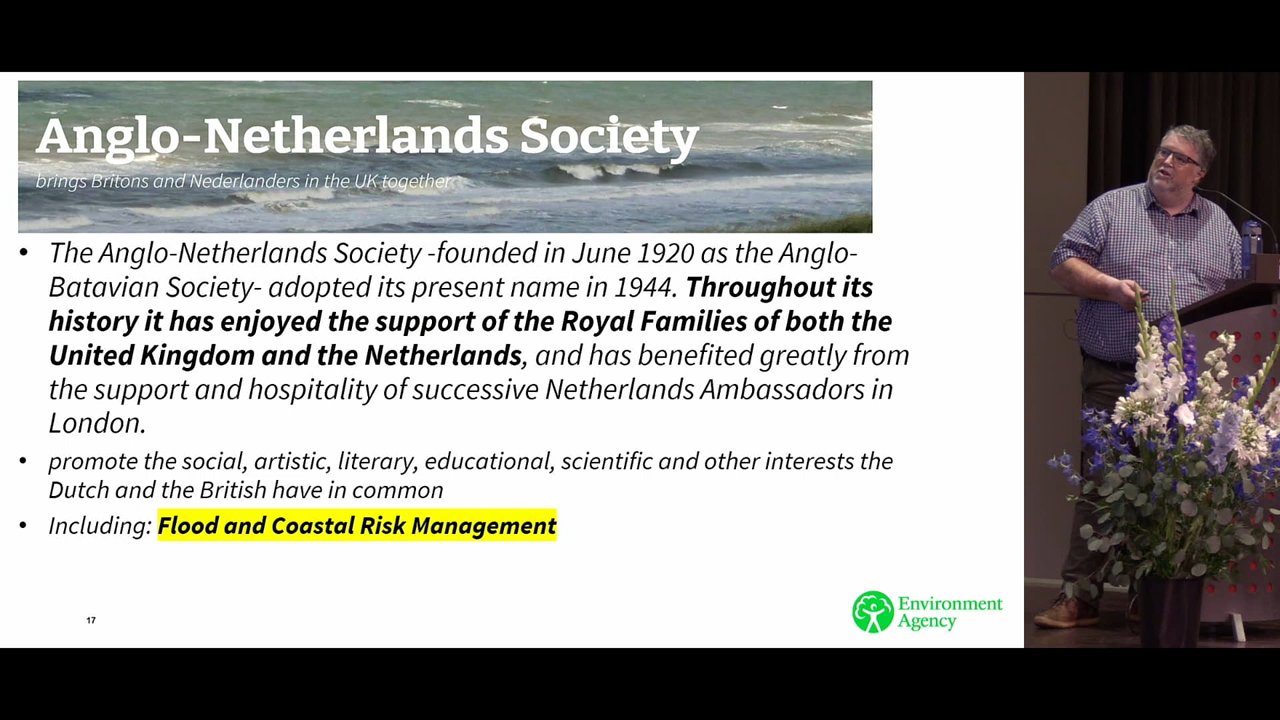 Anglo-Netherlands Society
brings Britons and Nederlanders in the UK together
• The Anglo-Netherlands Society -founded in June 1920 as the Anglo-
Batavian Society- adopted its present name in 1944. Throughout its
history it has enjoyed the support of the Royal Families of both the
United Kingdom and the Netherlands, and has benefited greatly from
the support and hospitality of successive Netherlands Ambassadors in
London.
• promote the social, artistic, literary, educational, scientific and other interests the
Dutch and the British have in common
• Including: Flood and Coastal Risk Management
17
Environment
Agency